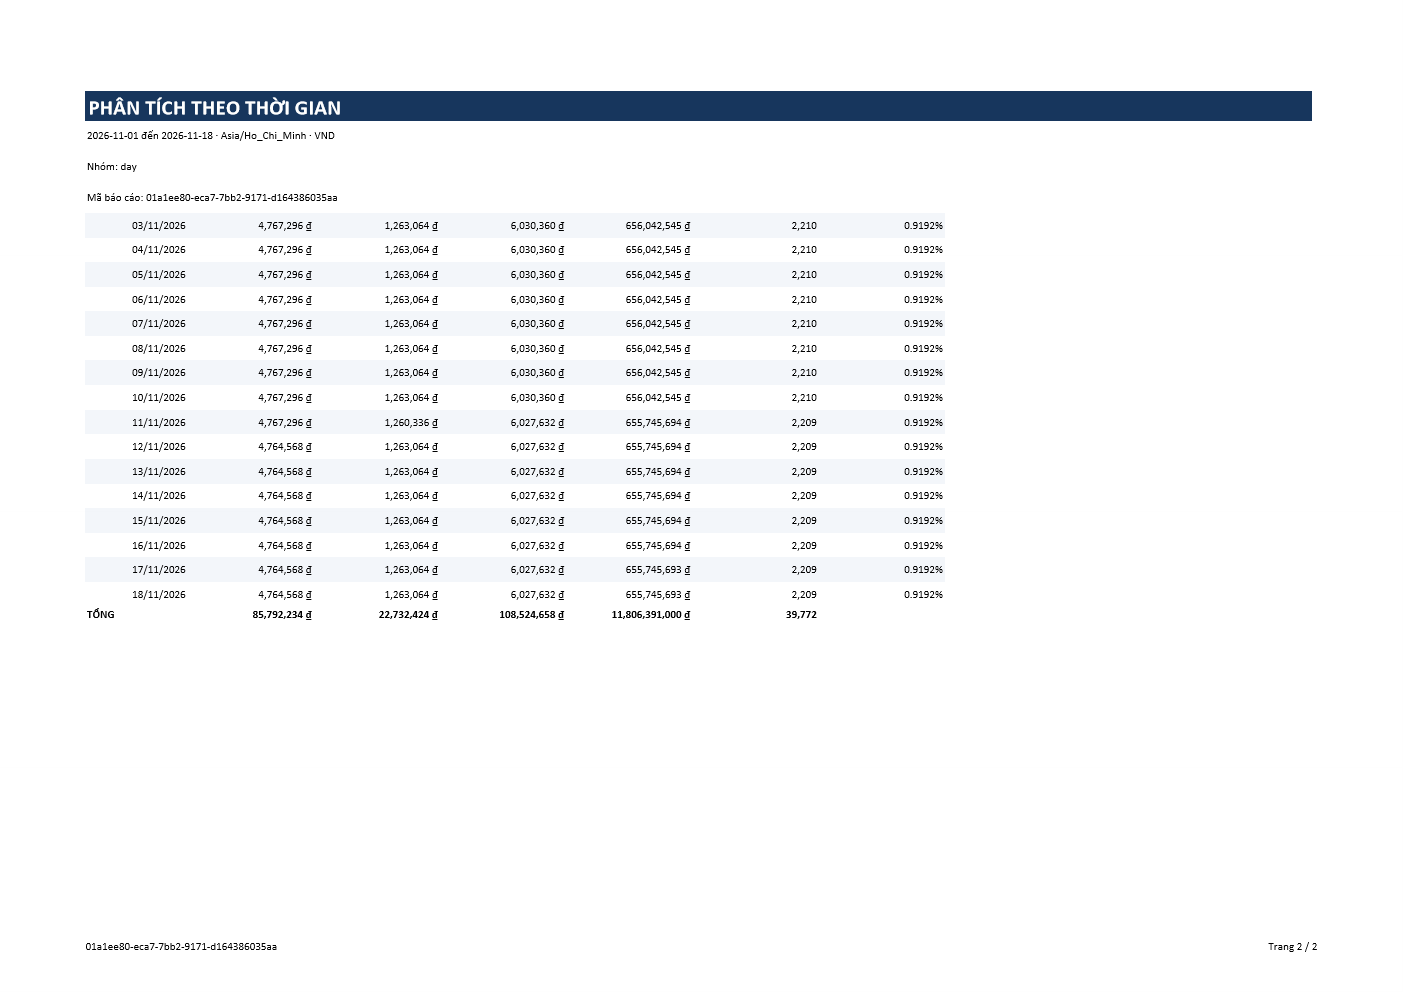 PHÂN TÍCH THEO THỜI GIAN
2026-11-01 đến 2026-11-18 · Asia/Ho_Chi_Minh · VND
Nhóm: day
Mã báo cáo: 01a1ee80-eca7-7bb2-9171-d164386035aa
03/11/2026 4,767,296 ₫ 1,263,064 ₫ 6,030,360 ₫ 656,042,545 ₫ 2,210 0.9192%
04/11/2026 4,767,296 ₫ 1,263,064 ₫ 6,030,360 ₫ 656,042,545 ₫ 2,210 0.9192%
05/11/2026 4,767,296 ₫ 1,263,064 ₫ 6,030,360 ₫ 656,042,545 ₫ 2,210 0.9192%
06/11/2026 4,767,296 ₫ 1,263,064 ₫ 6,030,360 ₫ 656,042,545 ₫ 2,210 0.9192%
07/11/2026 4,767,296 ₫ 1,263,064 ₫ 6,030,360 ₫ 656,042,545 ₫ 2,210 0.9192%
08/11/2026 4,767,296 ₫ 1,263,064 ₫ 6,030,360 ₫ 656,042,545 ₫ 2,210 0.9192%
09/11/2026 4,767,296 ₫ 1,263,064 ₫ 6,030,360 ₫ 656,042,545 ₫ 2,210 0.9192%
10/11/2026 4,767,296 ₫ 1,263,064 ₫ 6,030,360 ₫ 656,042,545 ₫ 2,210 0.9192%
11/11/2026 4,767,296 ₫ 1,260,336 ₫ 6,027,632 ₫ 655,745,694 ₫ 2,209 0.9192%
12/11/2026 4,764,568 ₫ 1,263,064 ₫ 6,027,632 ₫ 655,745,694 ₫ 2,209 0.9192%
13/11/2026 4,764,568 ₫ 1,263,064 ₫ 6,027,632 ₫ 655,745,694 ₫ 2,209 0.9192%
14/11/2026 4,764,568 ₫ 1,263,064 ₫ 6,027,632 ₫ 655,745,694 ₫ 2,209 0.9192%
15/11/2026 4,764,568 ₫ 1,263,064 ₫ 6,027,632 ₫ 655,745,694 ₫ 2,209 0.9192%
16/11/2026 4,764,568 ₫ 1,263,064 ₫ 6,027,632 ₫ 655,745,694 ₫ 2,209 0.9192%
17/11/2026 4,764,568 ₫ 1,263,064 ₫ 6,027,632 ₫ 655,745,693 ₫ 2,209 0.9192%
18/11/2026 4,764,568 ₫ 1,263,064 ₫ 6,027,632 ₫ 655,745,693 ₫ 2,209 0.9192%
TỔNG 85,792,234 ₫ 22,732,424 ₫ 108,524,658 ₫ 11,806,391,000 ₫ 39,772
01a1ee80-eca7-7bb2-9171-d164386035aa Trang 2 / 2